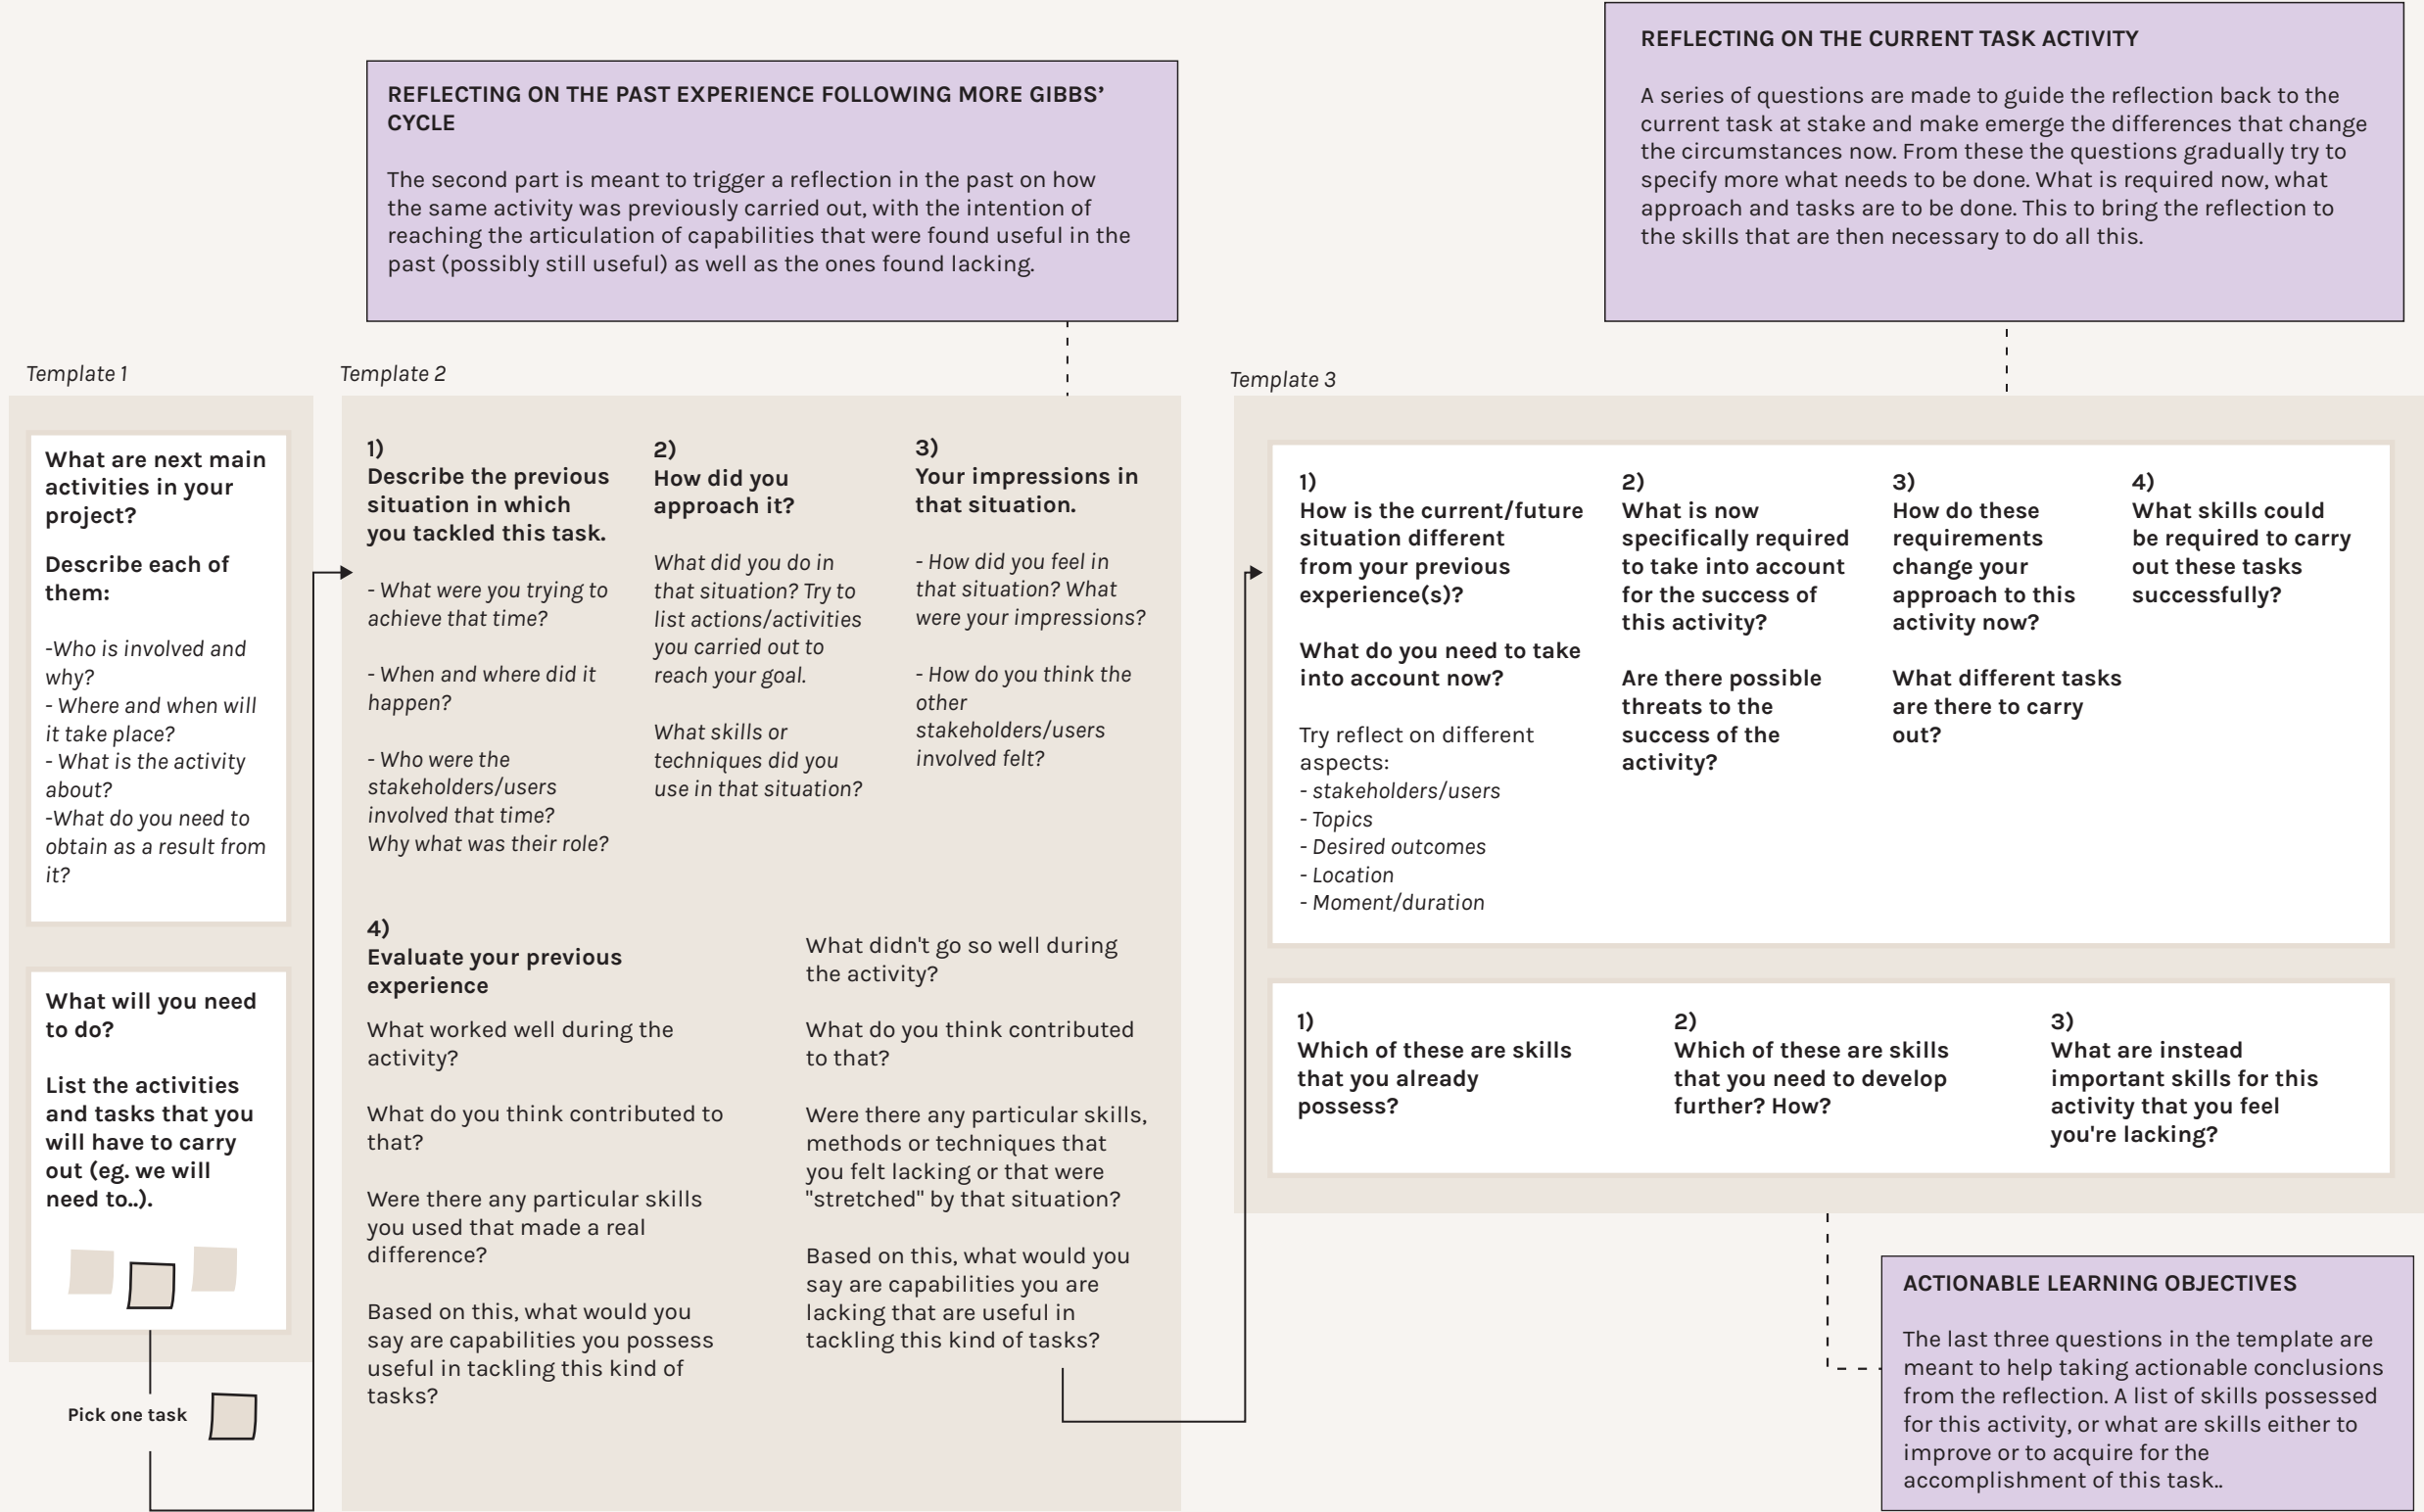 REFLECTING ON THE PAST EXPERIENCE FOLLOWING MORE GIBBS’
CYCLE
The second part is meant to trigger a reflection in the past on how
the same activity was previously carried out, with the intention of
reaching the articulation of capabilities that were found useful in the
past (possibly still useful) as well as the ones found lacking.
REFLECTING ON THE CURRENT TASK ACTIVITY
A series of questions are made to guide the reflection back to the
current task at stake and make emerge the differences that change
the circumstances now. From these the questions gradually try to
specify more what needs to be done. What is required now, what
approach and tasks are to be done. This to bring the reflection to
the skills that are then necessary to do all this.
Template 1
What are next main
activities in your
project?
Describe each of
them:
-Who is involved and
why?
- Where and when will
it take place?
- What is the activity
about?
-What do you need to
obtain as a result from
it?
What will you need
to do?
List the activities
and tasks that you
will have to carry
out (eg. we will
need to..).
Pick one task
Template 2
1)
Describe the previous
situation in which
you tackled this task.
- What were you trying to
achieve that time?
- When and where did it
happen?
- Who were the
stakeholders/users
involved that time?
Why what was their role?
2)
How did you
approach it?
What did you do in
that situation? Try to
list actions/activities
you carried out to
reach your goal.
What skills or
techniques did you
use in that situation?
3)
Your impressions in
that situation.
- How did you feel in
that situation? What
were your impressions?
- How do you think the
other
stakeholders/users
involved felt?
4)
Evaluate your previous
experience
What worked well during the
activity?
What do you think contributed to
that?
Were there any particular skills
you used that made a real
difference?
Based on this, what would you
say are capabilities you possess
useful in tackling this kind of
tasks?
What didn't go so well during
the activity?
What do you think contributed
to that?
Were there any particular skills,
methods or techniques that
you felt lacking or that were
"stretched" by that situation?
Based on this, what would you
say are capabilities you are
lacking that are useful in
tackling this kind of tasks?
Template 3
1)
How is the current/future
situation different
from your previous
experience(s)?
What do you need to take
into account now?
Try reflect on different
aspects:
- stakeholders/users
- Topics
- Desired outcomes
- Location
- Moment/duration
2)
What is now
specifically required
to take into account
for the success of
this activity?
Are there possible
threats to the
success of the
activity?
3)
How do these
requirements
change your
approach to this
activity now?
What different tasks
are there to carry
out?
4)
What skills could
be required to carry
out these tasks
successfully?
1)
Which of these are skills
that you already
possess?
2)
Which of these are skills
that you need to develop
further? How?
3)
What are instead
important skills for this
activity that you feel
you're lacking?
ACTIONABLE LEARNING OBJECTIVES
The last three questions in the template are
meant to help taking actionable conclusions
from the reflection. A list of skills possessed
for this activity, or what are skills either to
improve or to acquire for the
accomplishment of this task..